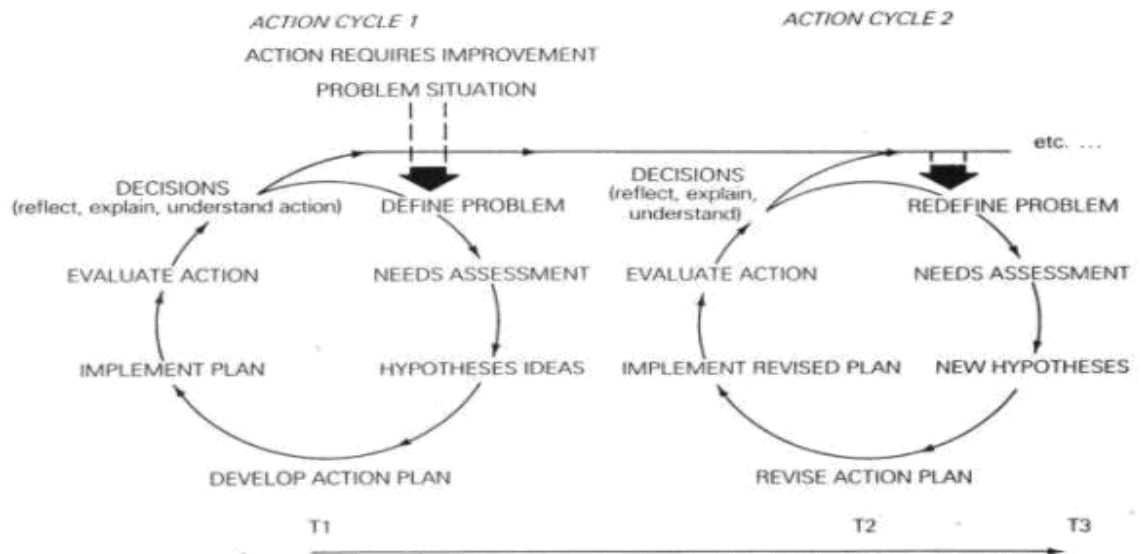 ACTION CYCLE 1
ACTION REQUIRES IMPROVEMENT
PROBLEM SITUATION
DECISIONS
(reflect, explain, understand action)
DEFINE PROBLEM
EVALUATE ACTION
NEEDS ASSESSMENT
IMPLEMENT PLAN
HYPOTHESES IDEAS
DEVELOP ACTION PLAN
ACTION CYCLE 2
etc. ...
DECISIONS
(reflect, explain,
understand)
REDEFINE PROBLEM
EVALUATE ACTION
NEEDS ASSESSMENT
IMPLEMENT REVISED PLAN
NEW HYPOTHESES
REVISE ACTION PLAN
T1
T2
T3